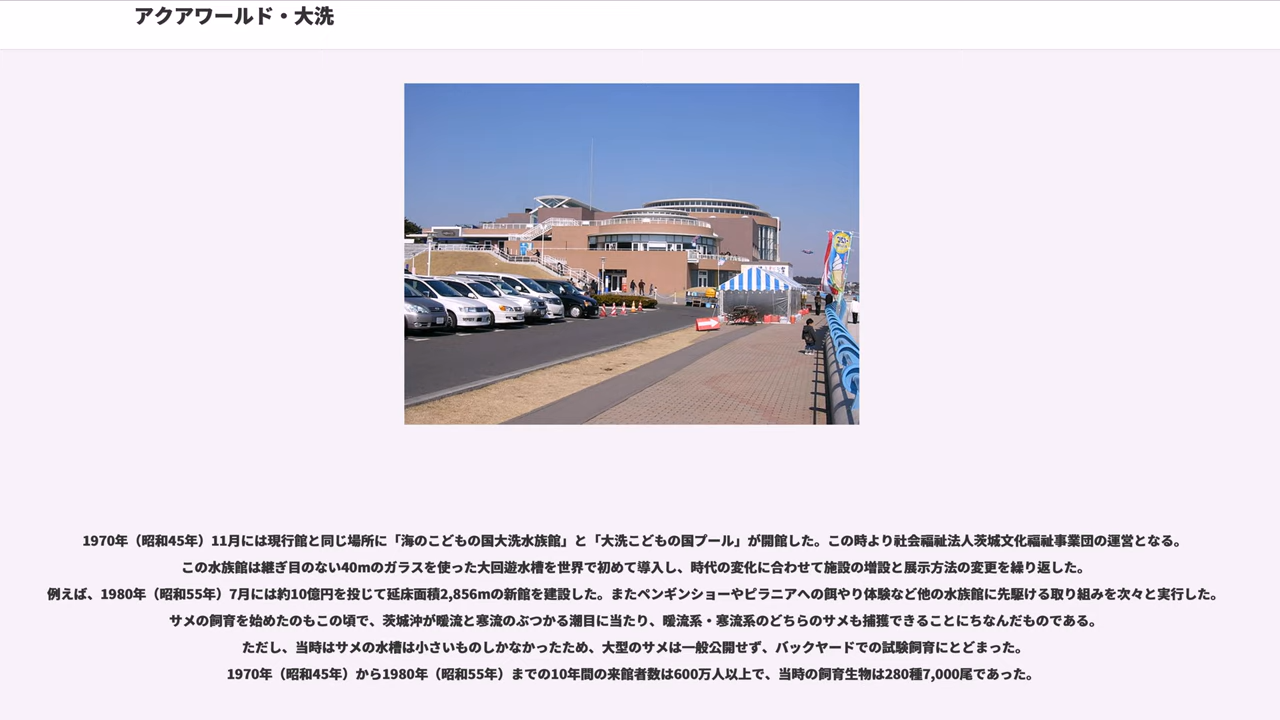 アクアワールド・大洗
1970年（昭和45年）11月には現行館と同じ場所に「海のこどもの国大洗水族館」と「大洗こどもの国プール」が開館した。この時より社会福祉法人茨城文化福祉事業団の運営となる。
この水族館は継ぎ目のない40mのガラスを使った大回遊水槽を世界で初めて導入し、時代の変化に合わせて施設の増設と展示方法の変更を繰り返した。
例えば、1980年（昭和55年）7月には約10億円を投じて延床面積2,856mの新館を建設した。またペンギンショーやピラニアへの餌やり体験など他の水族館に先駆ける取り組みを次々と実行した。
サメの飼育を始めたのもこの頃で、茨城沖が暖流と寒流のぶつかる潮目に当たり、暖流系・寒流系のどちらのサメも捕獲できることにちなんだものである。
ただし、当時はサメの水槽は小さいものしかなかったため、大型のサメは一般公開せず、バックヤードでの試験飼育にとどまった。
1970年（昭和45年）から1980年（昭和55年）までの10年間の来館者数は600万人以上で、当時の飼育生物は280種7,000尾であった。